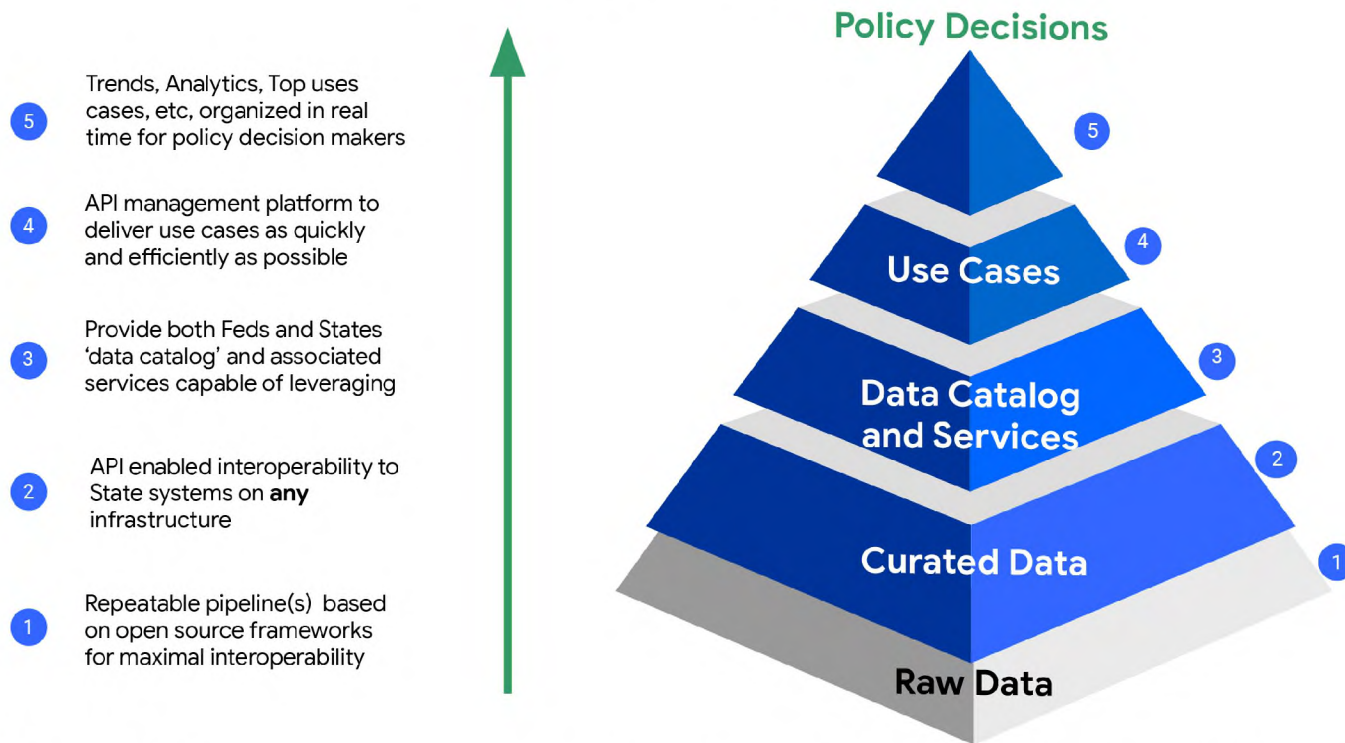 Policy Decisions
5
Trends, Analytics, Top uses
cases, etc, organized in real
time for policy decision makers
4
API management platform to
deliver use cases as quickly
and efficiently as possible
3
Provide both Feds and States
‘data catalog’ and associated
services capable of leveraging
2
API enabled interoperability to
State systems on any
infrastructure
1
Repeatable pipeline(s) based
on open source frameworks
for maximal interoperability
5
4
Use Cases
3
Data Catalog
and Services
2
Curated Data
1
Raw Data